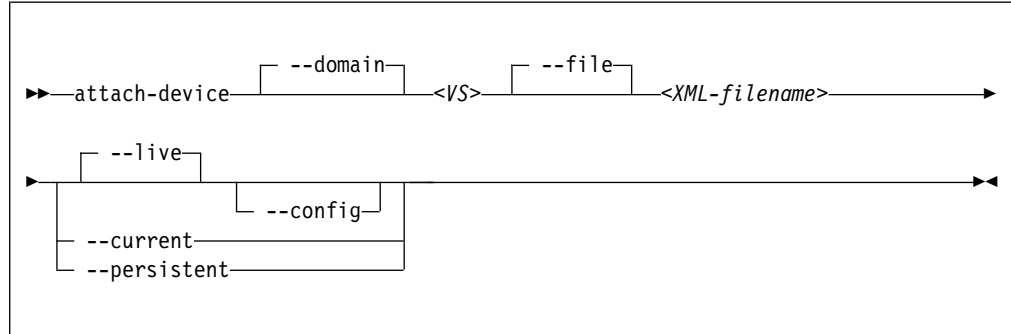 --domain --file
attach-device <VS> <XML-filename>
--live
--config
--current
--persistent